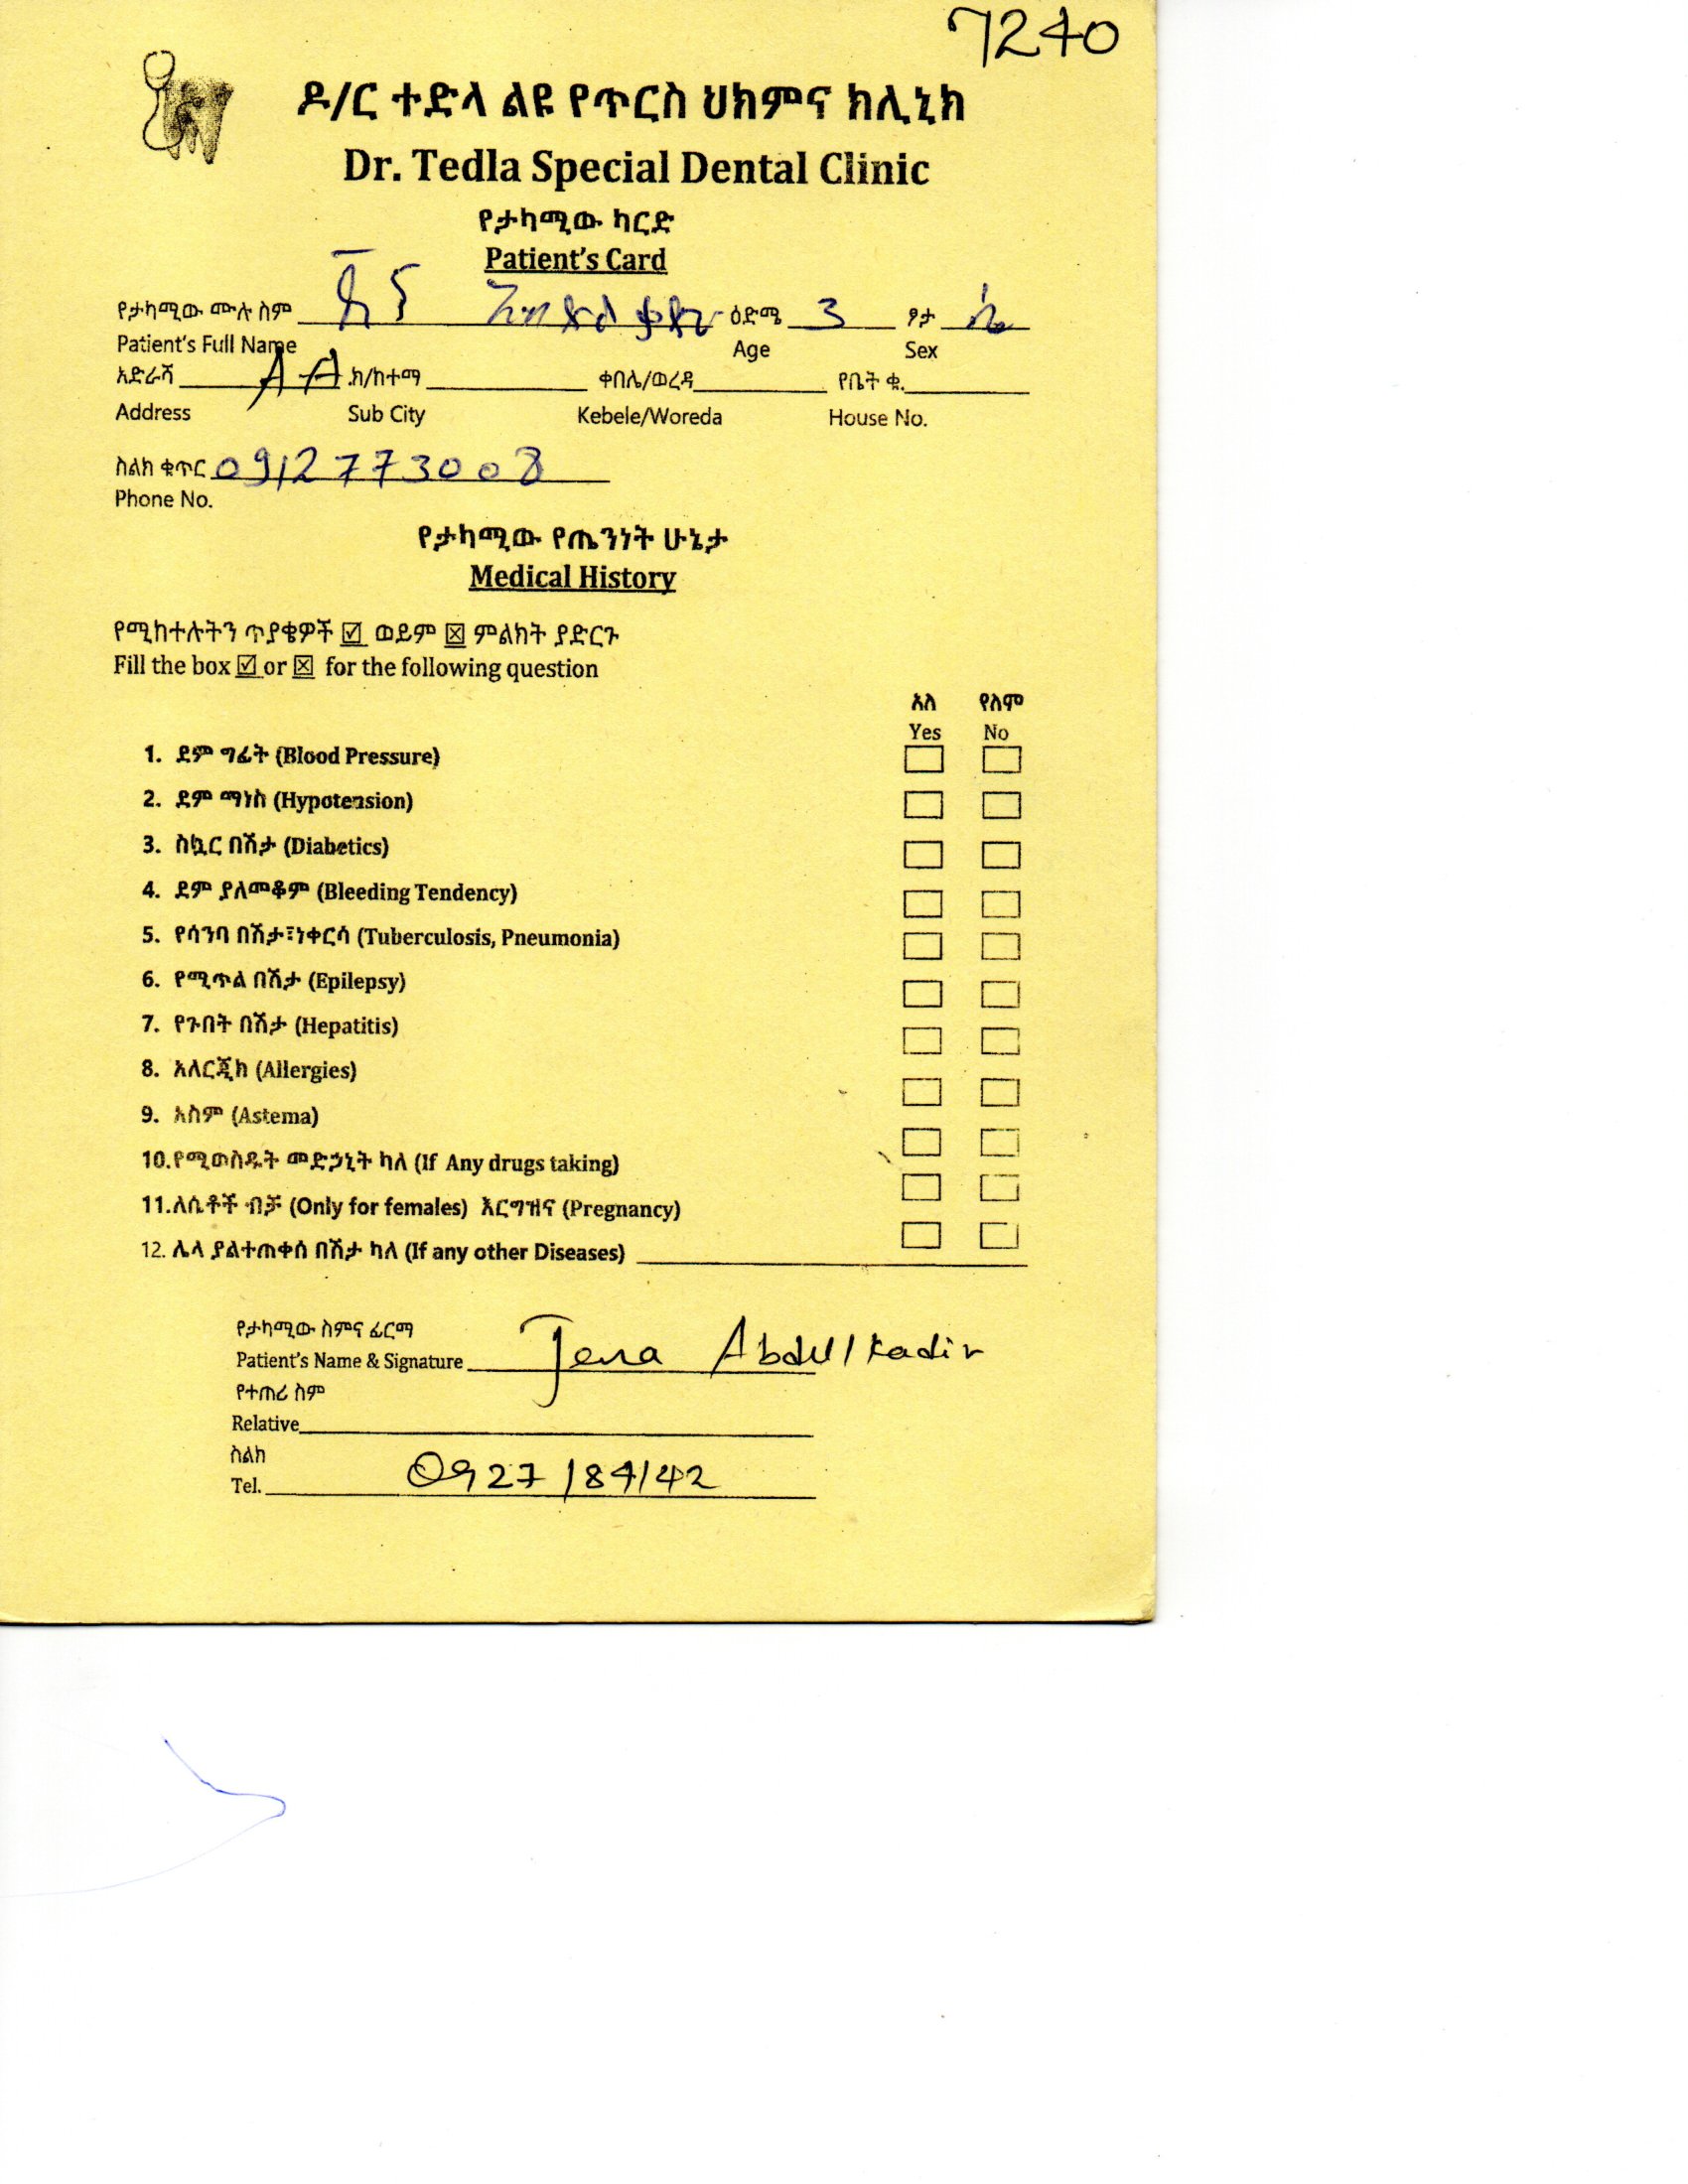 7240
ዶ/ር ተድላ ልዩ የጥርስ ህክምና ክሊኒክ
Dr. Tedla Special Dental Clinic
የታካሚው ካርድ
Patient's Card
የታካሚው ሙሉ ስም ጄና አብዱልቃድር ዕድሜ 3 ፆታ ሴ
Patient's Full Name Age Sex
አድራሻ A A ክ/ከተማ ቀበሌ/ወረዳ የቤት ቁ.
Address Sub City Kebele/Woreda House No.
ስልክ ቁጥር 0912773008
Phone No.
የታካሚው የጤንነት ሁኔታ
Medical History
የሚከተሉትን ጥያቄዎች ☑ ወይም ☒ ምልክት ያድርጉ
Fill the box ☑ or ☒ for the following question
አለ የለም
Yes No
1. ደም ግፊት (Blood Pressure)
2. ደም ማነስ (Hypotension)
3. ስኳር በሽታ (Diabetics)
4. ደም ያለመቆም (Bleeding Tendency)
5. የሳንባ በሽታ፣ነቀርሳ (Tuberculosis, Pneumonia)
6. የሚጥል በሽታ (Epilepsy)
7. የጉበት በሽታ (Hepatitis)
8. አለርጂክ (Allergies)
9. አስም (Astema)
10.የሚወስዱት መድኃኒት ካለ (If Any drugs taking)
11.ለሴቶች ብቻ (Only for females) እርግዝና (Pregnancy)
12. ሌላ ያልተጠቀሰ በሽታ ካለ (If any other Diseases)
የታካሚው ስምና ፊርማ
Patient's Name & Signature Jena Abdulkadir
የተጠሪ ስም
Relative
ስልክ
Tel. 0927184142